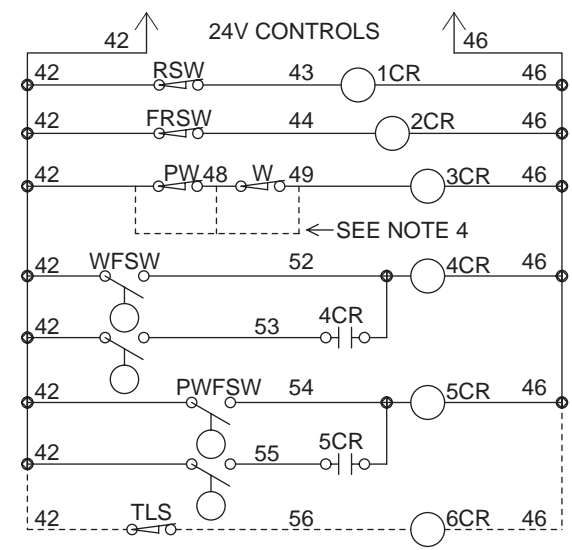 42 24V CONTROLS 46
42 RSW 43 1CR 46
42 FRSW 44 2CR 46
42 PW 48 W 49 3CR 46
SEE NOTE 4
42 WFSW 52 4CR 46
42 53 4CR
42 PWFSW 54 5CR 46
42 55 5CR
42 TLS 56 6CR 46